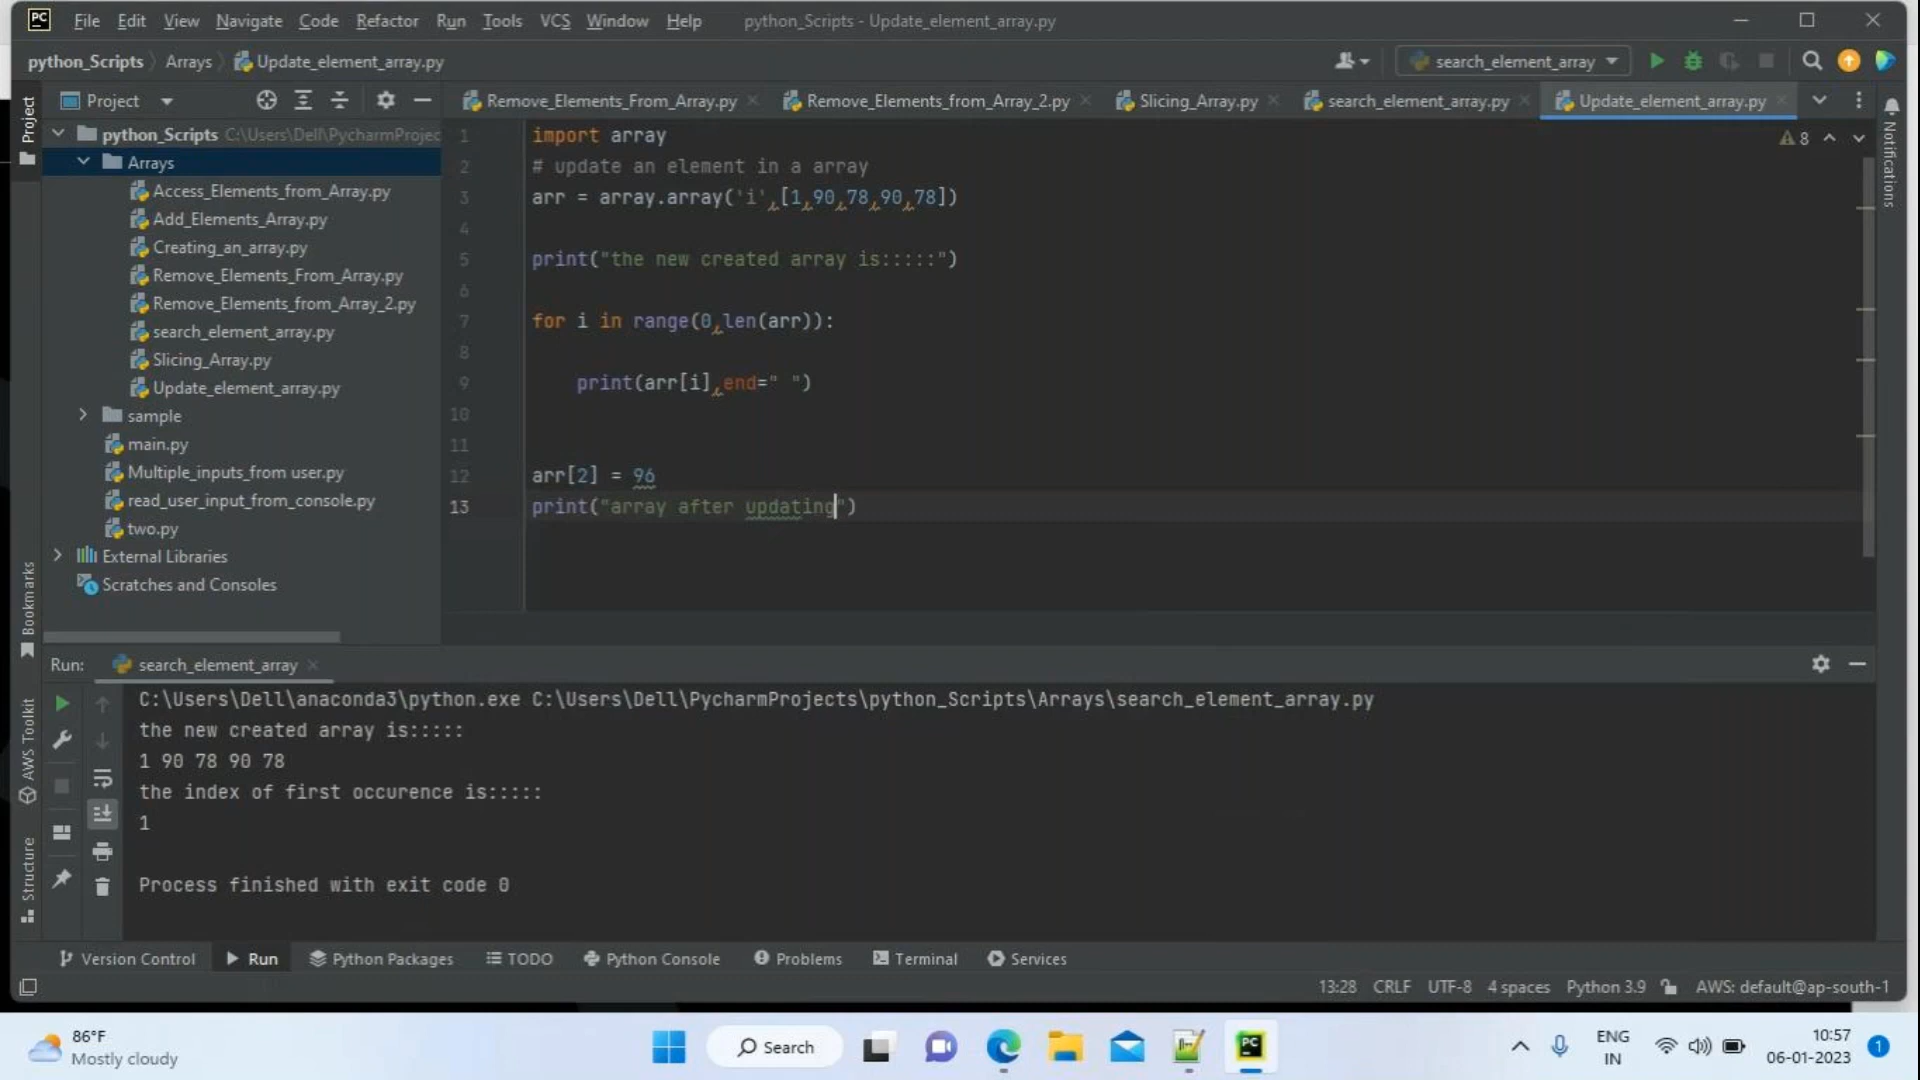 PC File Edit View Navigate Code Refactor Run Tools VCS Window Help python_Scripts - Update_element_array.py
python_Scripts Arrays Update_element_array.py search_element_array
Project
Remove_Elements_From_Array.py Remove_Elements_from_Array_2.py Slicing_Array.py search_element_array.py Update_element_array.py
Project
Notifications
python_Scripts C:\Users\Dell\PycharmProjec
Arrays
Access_Elements_from_Array.py
Add_Elements_Array.py
Creating_an_array.py
Remove_Elements_From_Array.py
Remove_Elements_from_Array_2.py
search_element_array.py
Slicing_Array.py
Update_element_array.py
sample
main.py
Multiple_inputs_from user.py
read_user_input_from_console.py
two.py
External Libraries
Scratches and Consoles
1 import array
8
2 # update an element in a array
3 arr = array.array('i',[1,90,78,90,78])
4
5 print("the new created array is:::::")
6
7 for i in range(0,len(arr)):
8
9 print(arr[i],end=" ")
10
11
12 arr[2] = 96
13 print("array after updating")
Bookmarks
AWS Toolkit
Structure
Run: search_element_array
C:\Users\Dell\anaconda3\python.exe C:\Users\Dell\PycharmProjects\python_Scripts\Arrays\search_element_array.py
the new created array is:::::
1 90 78 90 78
the index of first occurence is:::::
1
Process finished with exit code 0
Version Control Run Python Packages TODO Python Console Problems Terminal Services
13:28 CRLF UTF-8 4 spaces Python 3.9 AWS: default@ap-south-1
86°F
Mostly cloudy
Search
PC
ENG
IN
10:57
06-01-2023
1